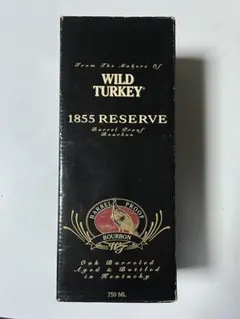 From The Makers Of
WILD
TURKEY®
1855 RESERVE
Barrel Proof
Bourbon
BARREL PROOF
BOURBON
WT
Oak Barreled
Aged & Bottled
in Kentucky
750 ML